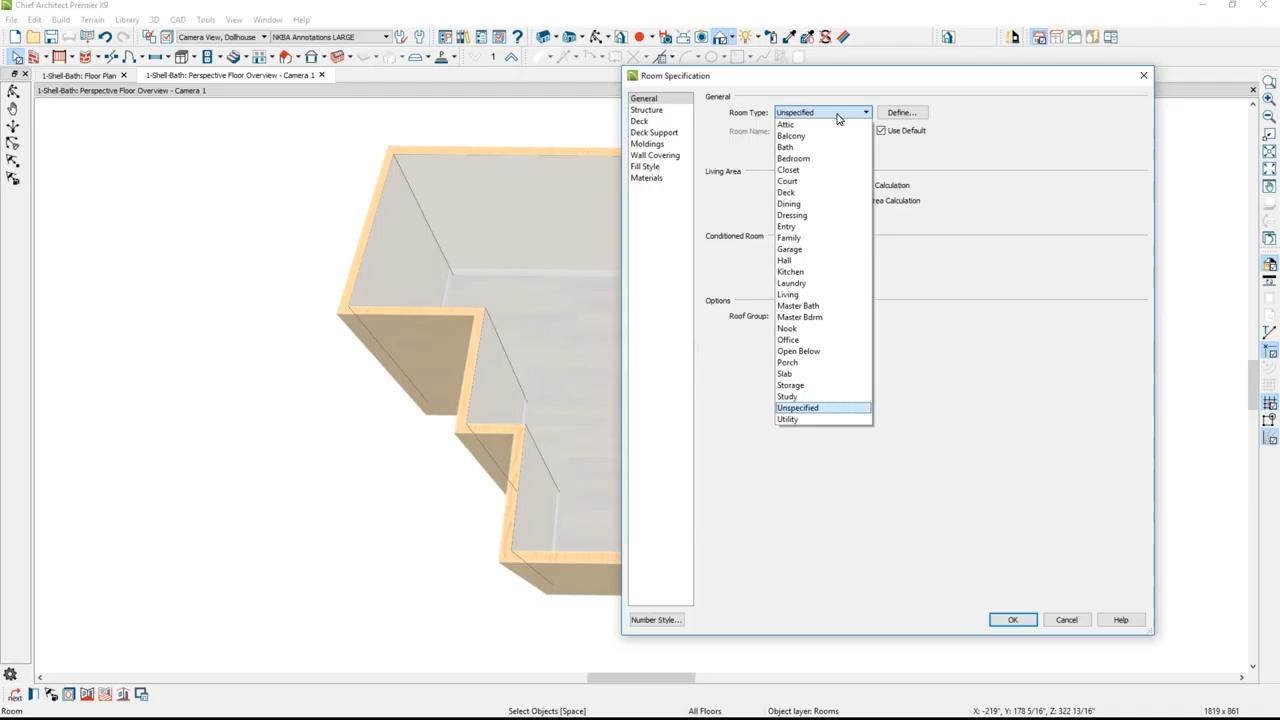 Chief Architect Premier X9
File Edit Build Terrain Library 3D CAD Tools View Window Help
Camera View, Dollhouse NKBA Annotations LARGE
1
1-Shell-Bath: Floor Plan 1-Shell-Bath: Perspective Floor Overview - Camera 1
1-Shell-Bath: Perspective Floor Overview - Camera 1
Room Specification
General
Structure
Deck
Deck Support
Moldings
Wall Covering
Fill Style
Materials
General
Room Type: Unspecified Define...
Room Name: Use Default
Living Area
Calculation
rea Calculation
Conditioned Room
Options
Roof Group:
Attic
Balcony
Bath
Bedroom
Closet
Court
Deck
Dining
Dressing
Entry
Family
Garage
Hall
Kitchen
Laundry
Living
Master Bath
Master Bdrm
Nook
Office
Open Below
Porch
Slab
Storage
Study
Unspecified
Utility
Number Style... OK Cancel Help
next
Room Select Objects [Space] All Floors Object layer: Rooms X: -219", Y: 178 5/16", Z: 322 13/16" 1819 x 861